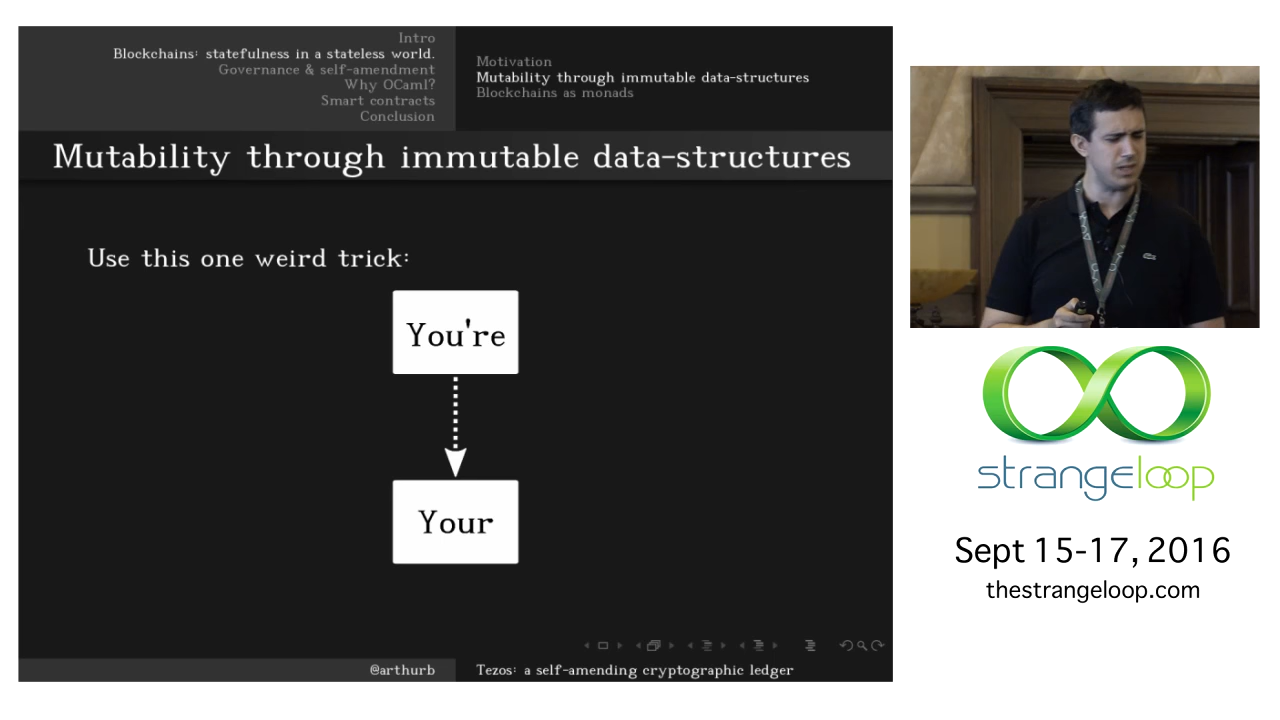 Intro
Blockchains: statefulness in a stateless world.
Governance & self-amendment
Why OCaml?
Smart contracts
Conclusion
Motivation
Mutability through immutable data-structures
Blockchains as monads
Mutability through immutable data-structures
Use this one weird trick:
You're
Your
@arthurb
Tezos: a self-amending cryptographic ledger
strangeloop
Sept 15-17, 2016
thestrangeloop.com